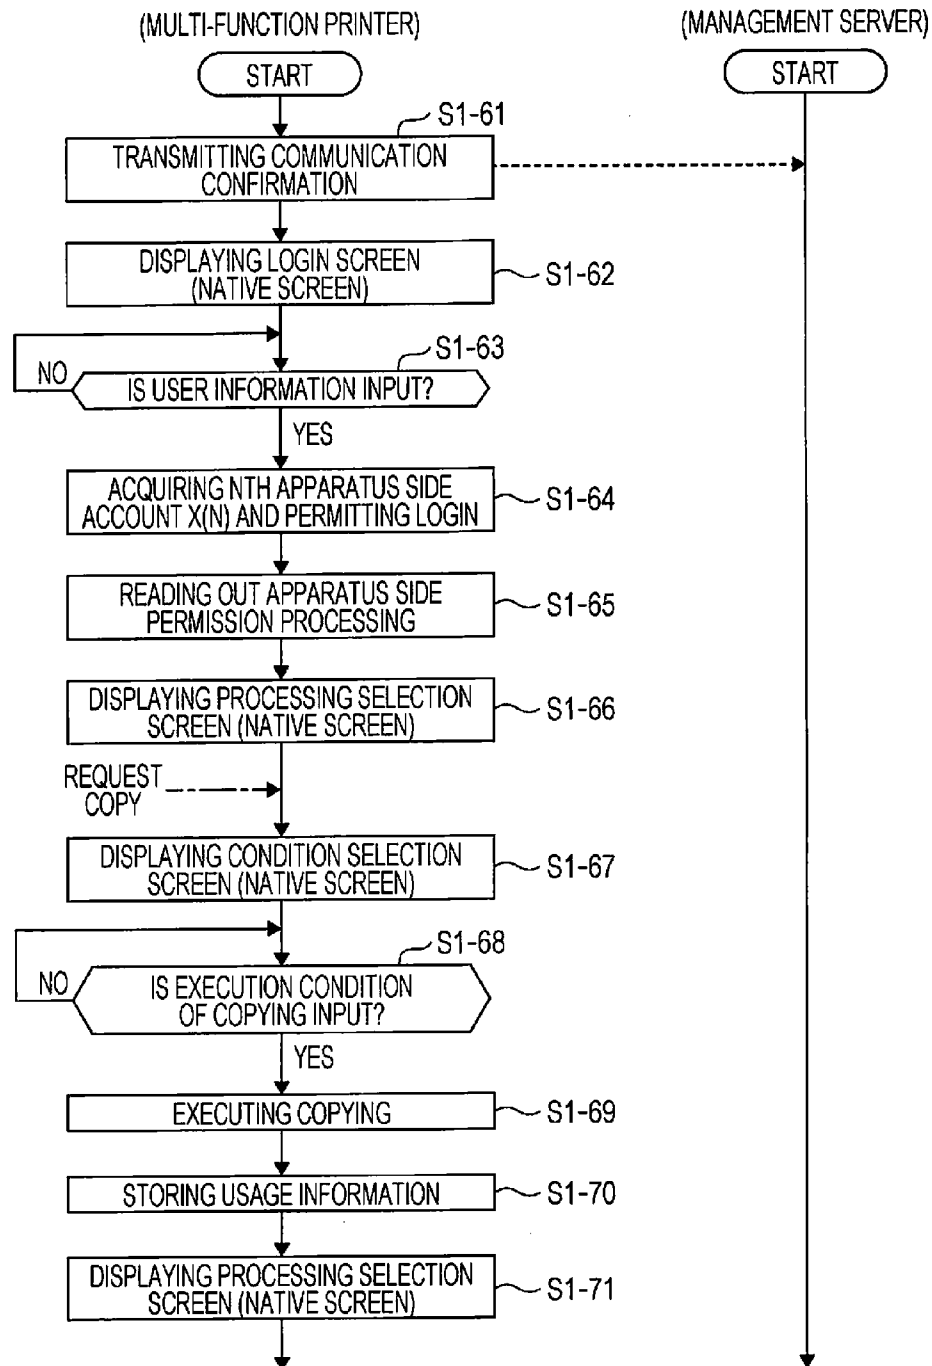 (MULTI-FUNCTION PRINTER)
(MANAGEMENT SERVER)
START
START
S1-61
TRANSMITTING COMMUNICATION
CONFIRMATION
DISPLAYING LOGIN SCREEN
(NATIVE SCREEN)
S1-62
S1-63
NO
IS USER INFORMATION INPUT?
YES
ACQUIRING NTH APPARATUS SIDE
ACCOUNT X(N) AND PERMITTING LOGIN
S1-64
READING OUT APPARATUS SIDE
PERMISSION PROCESSING
S1-65
DISPLAYING PROCESSING SELECTION
SCREEN (NATIVE SCREEN)
S1-66
REQUEST
COPY
DISPLAYING CONDITION SELECTION
SCREEN (NATIVE SCREEN)
S1-67
S1-68
NO
IS EXECUTION CONDITION
OF COPYING INPUT?
YES
EXECUTING COPYING
S1-69
STORING USAGE INFORMATION
S1-70
DISPLAYING PROCESSING SELECTION
SCREEN (NATIVE SCREEN)
S1-71